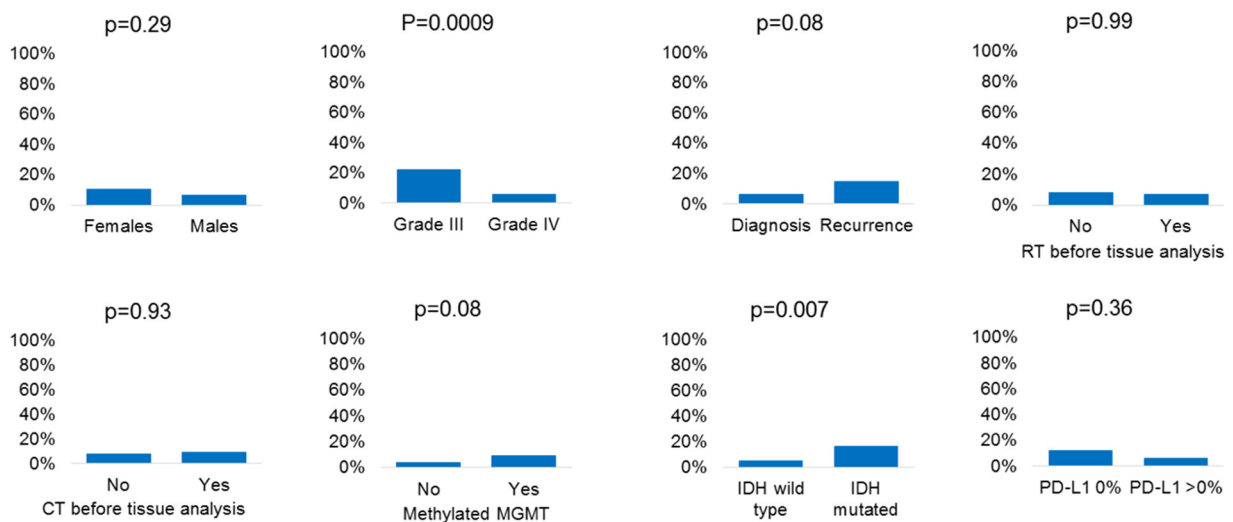 p=0.29
100%
80%
60%
40%
20%
0%
Females Males
P=0.0009
100%
80%
60%
40%
20%
0%
Grade III Grade IV
p=0.08
100%
80%
60%
40%
20%
0%
Diagnosis Recurrence
p=0.99
100%
80%
60%
40%
20%
0%
No Yes
RT before tissue analysis
p=0.93
100%
80%
60%
40%
20%
0%
No Yes
CT before tissue analysis
p=0.08
100%
80%
60%
40%
20%
0%
No Yes
Methylated MGMT
p=0.007
100%
80%
60%
40%
20%
0%
IDH wild type
IDH mutated
p=0.36
100%
80%
60%
40%
20%
0%
PD-L1 0% PD-L1 >0%